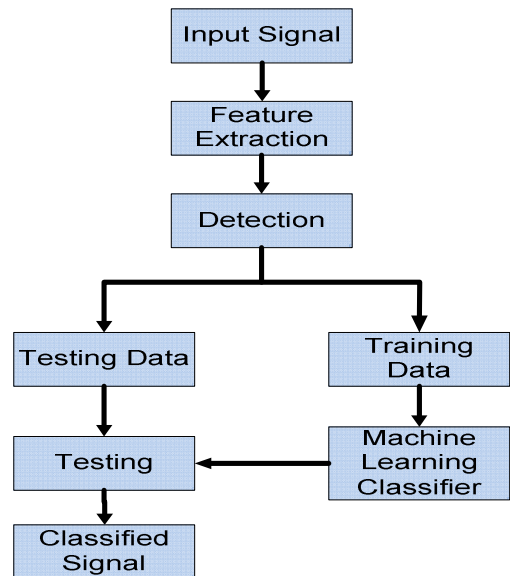 Input Signal
Feature
Extraction
Detection
Testing Data
Training
Data
Testing
Machine
Learning
Classifier
Classified
Signal